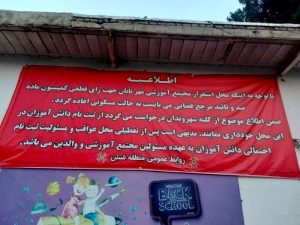 اطلاعیه
با توجه به اینکه محل استقرار مجتمع آموزشی مهر تابان جهت رای قطعی کمیسیون ماده
صد و تائید مرجع قضایی می بایست به حالت مسکونی اعاده گردد.
ضمن اطلاع موضوع از کلیه شهروندان درخواست می گردد از ثبت نام دانش آموزان در
این محل خودداری نمایند. بدیهی است پس از تعطیلی محل عواقب و مسئولیت ثبت نام
احتمالی دانش آموزان به عهده مسئولین مجتمع آموزشی و والدین می باشد.
روابط عمومی منطقه شش
BACK
SCHOOL